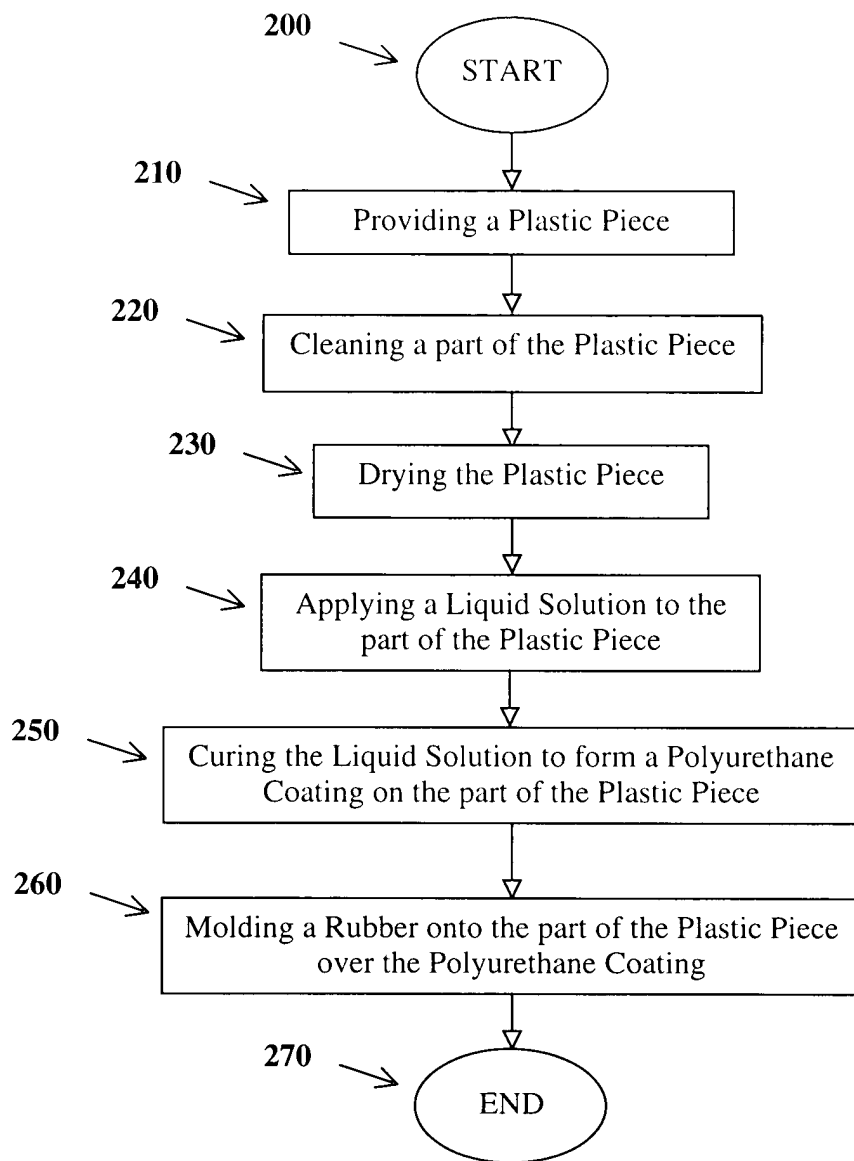 200
START
210
Providing a Plastic Piece
220
Cleaning a part of the Plastic Piece
230
Drying the Plastic Piece
240
Applying a Liquid Solution to the
part of the Plastic Piece
250
Curing the Liquid Solution to form a Polyurethane
Coating on the part of the Plastic Piece
260
Molding a Rubber onto the part of the Plastic Piece
over the Polyurethane Coating
270
END